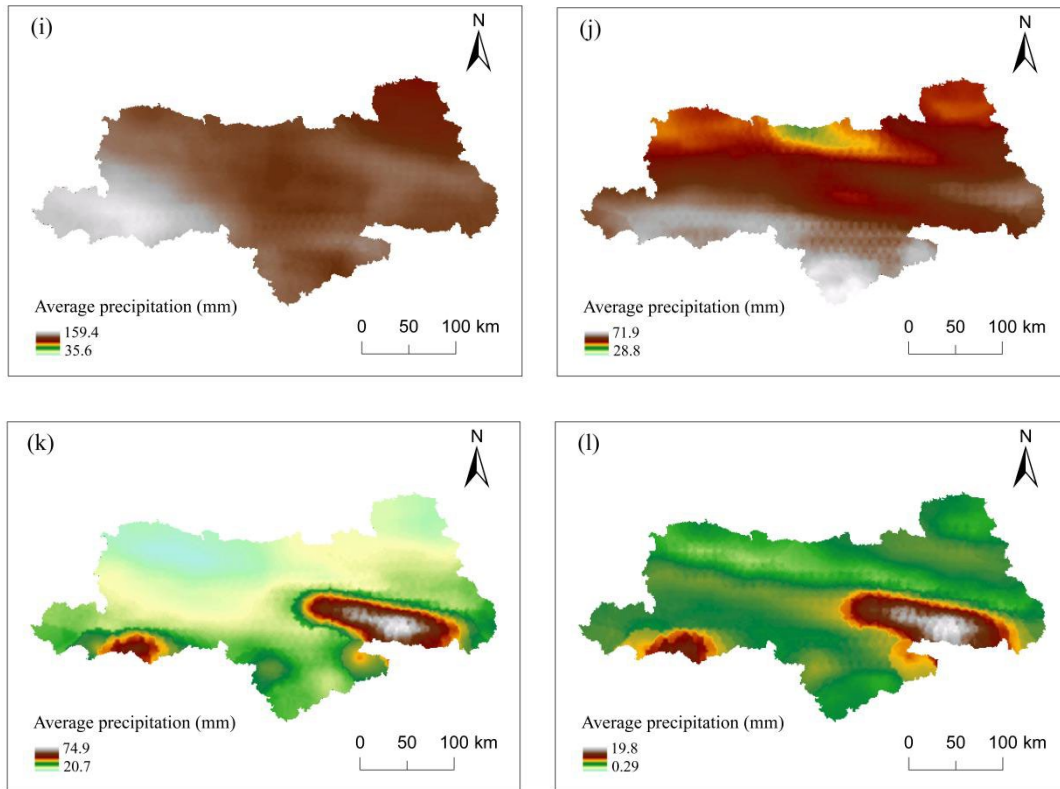 (i)
N
Average precipitation (mm)
159.4
35.6
0 50 100 km
(j)
N
Average precipitation (mm)
71.9
28.8
0 50 100 km
(k)
N
Average precipitation (mm)
74.9
20.7
0 50 100 km
(l)
N
Average precipitation (mm)
19.8
0.29
0 50 100 km